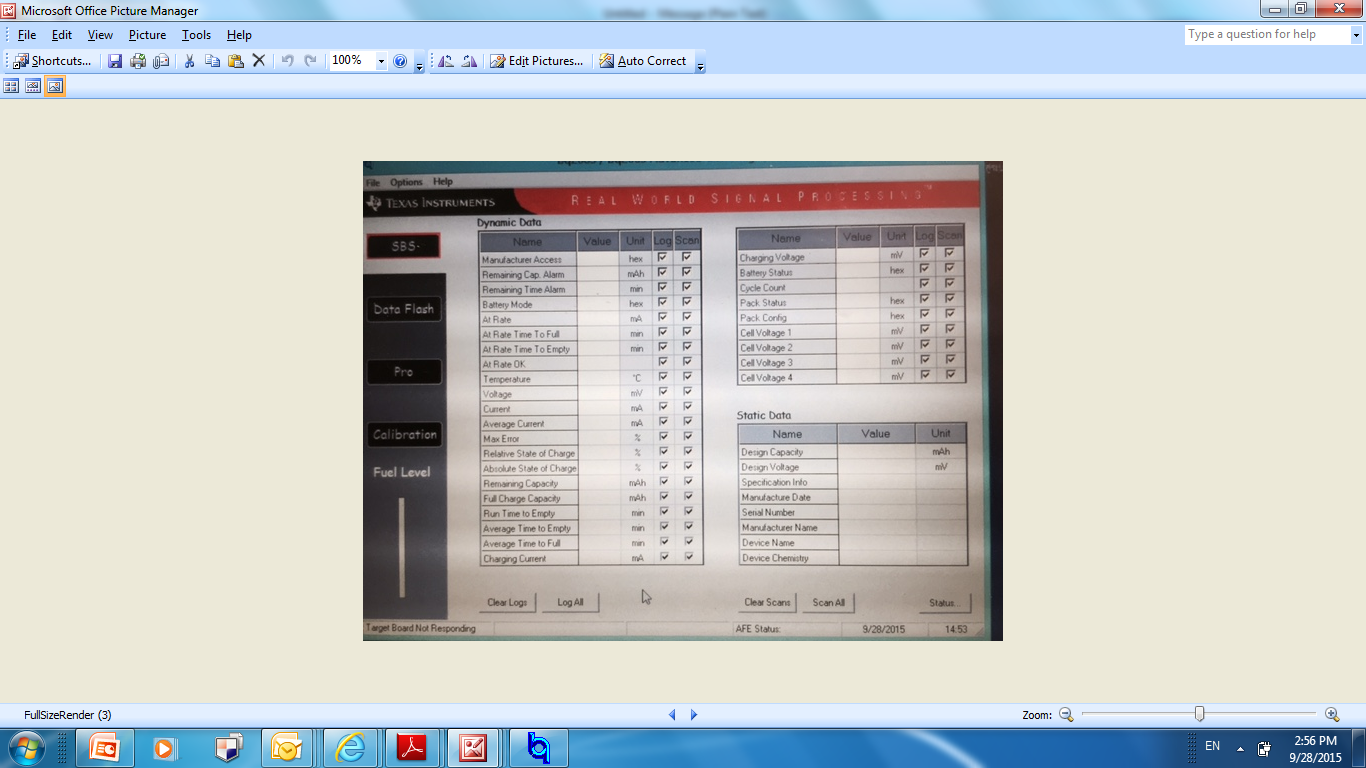 Microsoft Office Picture Manager
File Edit View Picture Tools Help
Type a question for help
Shortcuts... 100% Edit Pictures... Auto Correct
File Options Help
TEXAS INSTRUMENTS
REAL WORLD SIGNAL PROCESSING™
SBS-
Data Flash
Pro
Calibration
Fuel Level
Dynamic Data
Name Value Unit Log Scan
Manufacturer Access hex
Remaining Cap. Alarm mAh
Remaining Time Alarm min
Battery Mode hex
At Rate mA
At Rate Time To Full min
At Rate Time To Empty min
At Rate OK
Temperature °C
Voltage mV
Current mA
Average Current mA
Max Error %
Relative State of Charge %
Absolute State of Charge %
Remaining Capacity mAh
Full Charge Capacity mAh
Run Time to Empty min
Average Time to Empty min
Average Time to Full min
Charging Current mA
Name Value Unit Log Scan
Charging Voltage mV
Battery Status hex
Cycle Count
Pack Status hex
Pack Config hex
Cell Voltage 1 mV
Cell Voltage 2 mV
Cell Voltage 3 mV
Cell Voltage 4 mV
Static Data
Name Value Unit
Design Capacity mAh
Design Voltage mV
Specification Info
Manufacture Date
Serial Number
Manufacturer Name
Device Name
Device Chemistry
Clear Logs Log All Clear Scans Scan All Status...
Target Board Not Responding AFE Status: 9/28/2015 14:53
FullSizeRender (3)
Zoom:
EN
2:56 PM
9/28/2015